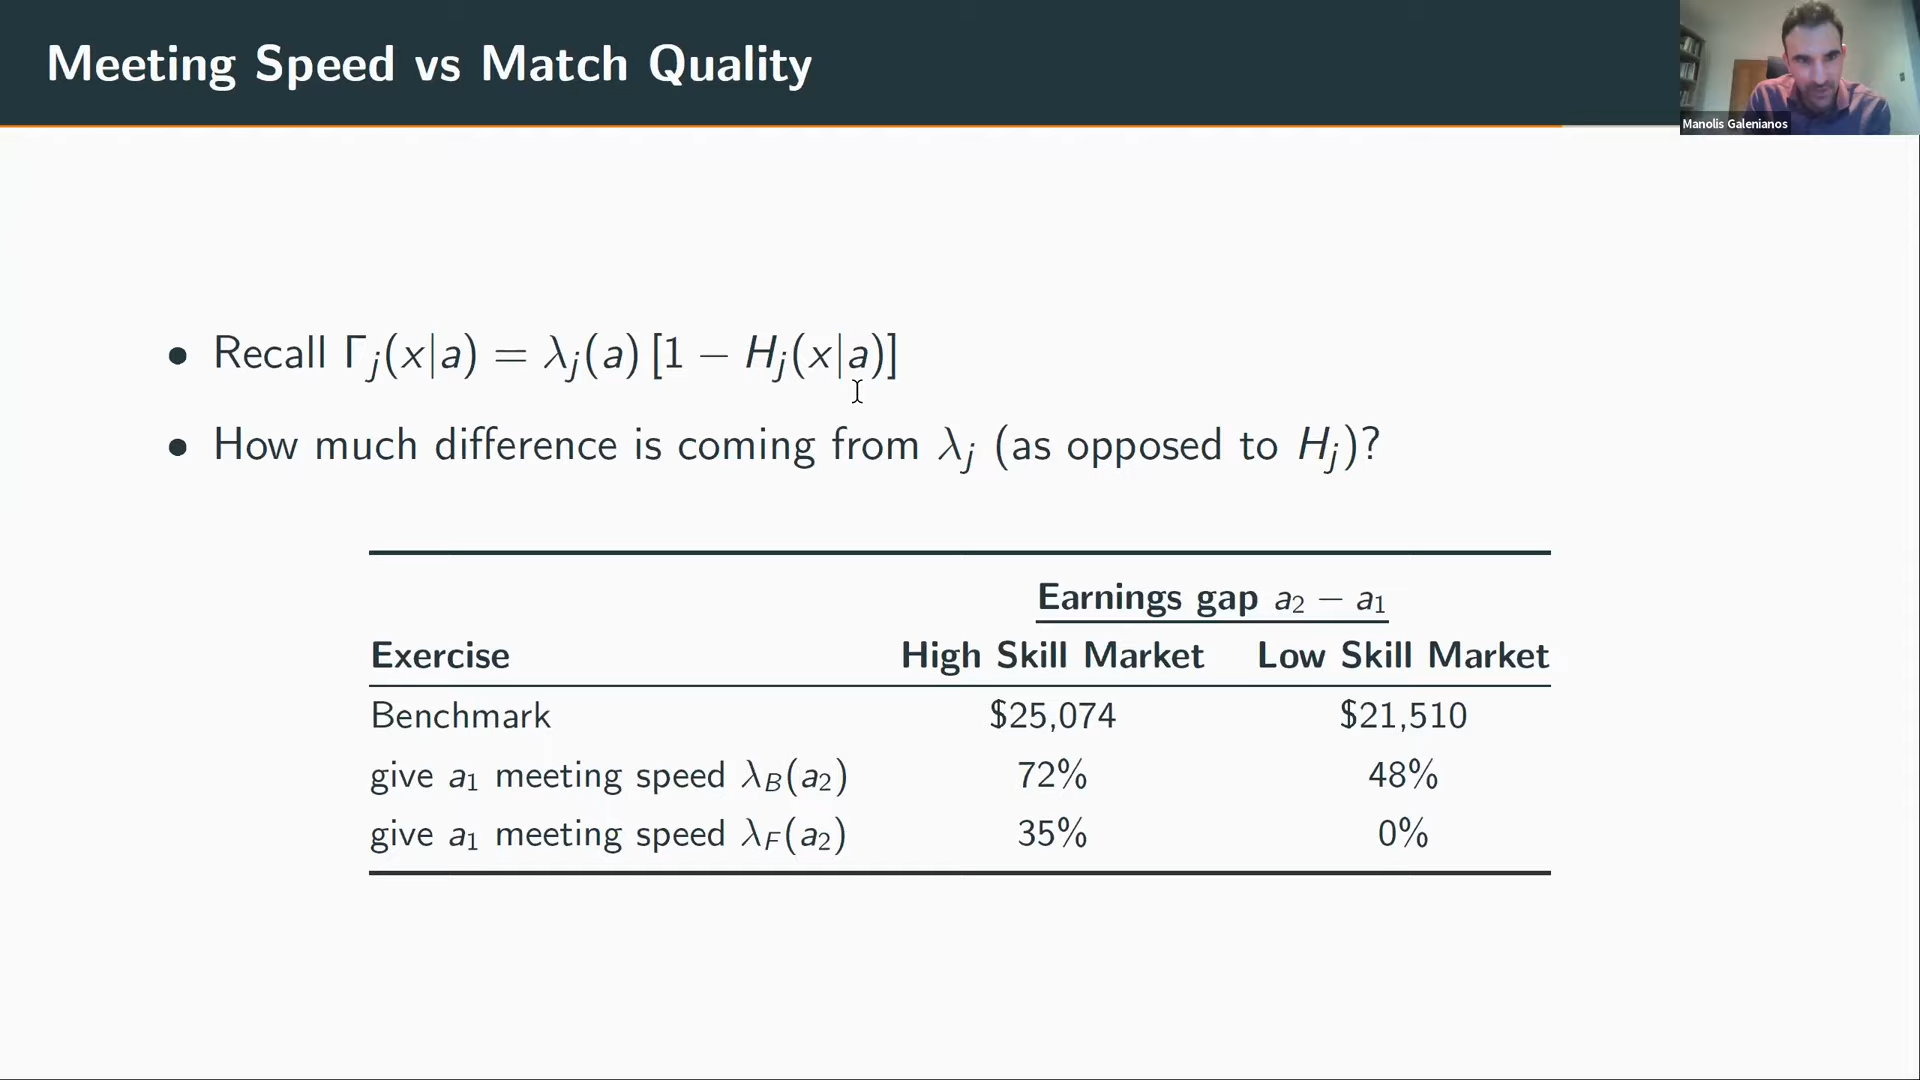 Meeting Speed vs Match Quality
Manolis Galenianos
• Recall Γj(x|a) = λj(a) [1 − Hj(x|a)]
• How much difference is coming from λj (as opposed to Hj)?
Earnings gap a2 − a1
Exercise High Skill Market Low Skill Market
Benchmark $25,074 $21,510
give a1 meeting speed λB(a2) 72% 48%
give a1 meeting speed λF(a2) 35% 0%